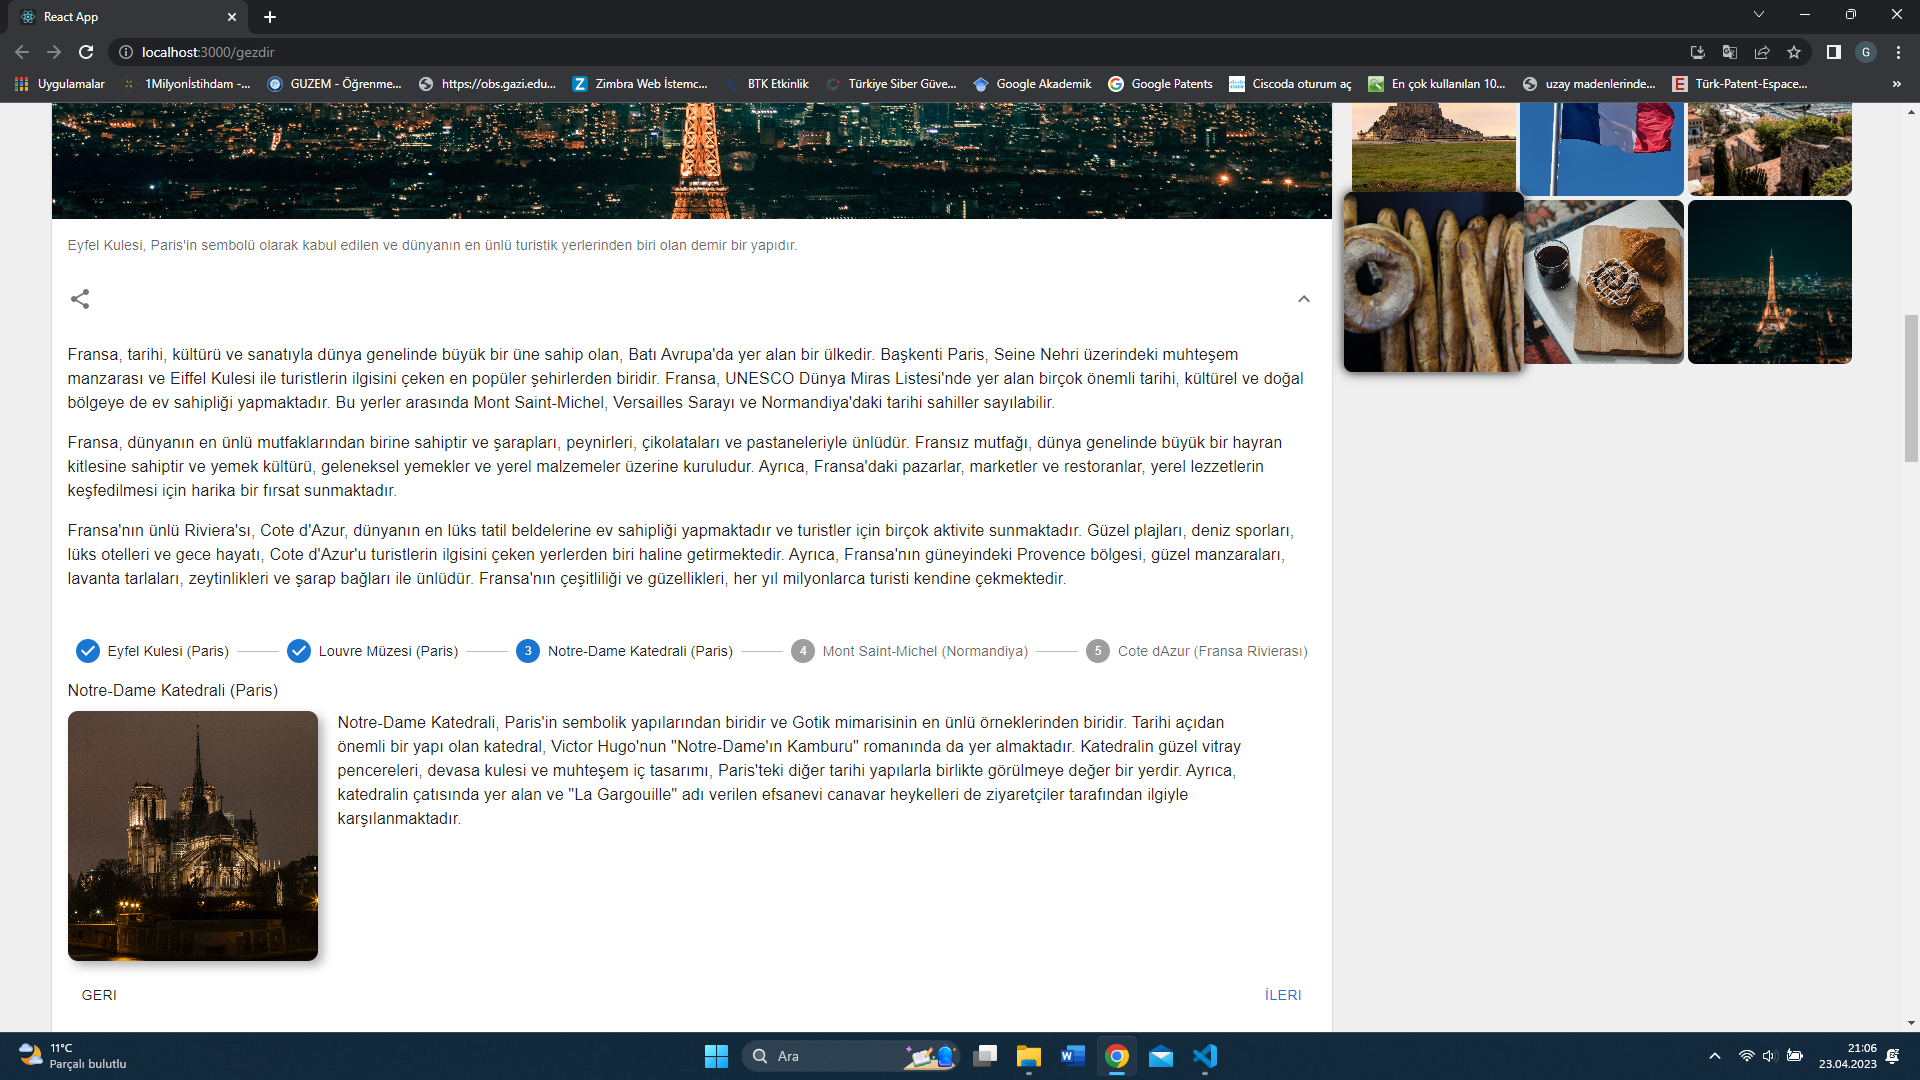 React App
localhost:3000/gezdir
G
Uygulamalar
1Milyonİstihdam -...
GUZEM - Öğrenme...
https://obs.gazi.edu...
Zimbra Web İstemc...
BTK Etkinlik
Türkiye Siber Güve...
Google Akademik
Google Patents
Ciscoda oturum aç
En çok kullanılan 10...
uzay madenlerinde...
Türk-Patent-Espace...
»
Eyfel Kulesi, Paris'in sembolü olarak kabul edilen ve dünyanın en ünlü turistik yerlerinden biri olan demir bir yapıdır.
Fransa, tarihi, kültürü ve sanatıyla dünya genelinde büyük bir üne sahip olan, Batı Avrupa'da yer alan bir ülkedir. Başkenti Paris, Seine Nehri üzerindeki muhteşem
manzarası ve Eiffel Kulesi ile turistlerin ilgisini çeken en popüler şehirlerden biridir. Fransa, UNESCO Dünya Miras Listesi'nde yer alan birçok önemli tarihi, kültürel ve doğal
bölgeye de ev sahipliği yapmaktadır. Bu yerler arasında Mont Saint-Michel, Versailles Sarayı ve Normandiya'daki tarihi sahiller sayılabilir.
Fransa, dünyanın en ünlü mutfaklarından birine sahiptir ve şarapları, peynirleri, çikolataları ve pastaneleriyle ünlüdür. Fransız mutfağı, dünya genelinde büyük bir hayran
kitlesine sahiptir ve yemek kültürü, geleneksel yemekler ve yerel malzemeler üzerine kuruludur. Ayrıca, Fransa'daki pazarlar, marketler ve restoranlar, yerel lezzetlerin
keşfedilmesi için harika bir fırsat sunmaktadır.
Fransa'nın ünlü Riviera'sı, Cote d'Azur, dünyanın en lüks tatil beldelerine ev sahipliği yapmaktadır ve turistler için birçok aktivite sunmaktadır. Güzel plajları, deniz sporları,
lüks otelleri ve gece hayatı, Cote d'Azur'u turistlerin ilgisini çeken yerlerden biri haline getirmektedir. Ayrıca, Fransa'nın güneyindeki Provence bölgesi, güzel manzaraları,
lavanta tarlaları, zeytinlikleri ve şarap bağları ile ünlüdür. Fransa'nın çeşitliliği ve güzellikleri, her yıl milyonlarca turisti kendine çekmektedir.
Eyfel Kulesi (Paris)
Louvre Müzesi (Paris)
3 Notre-Dame Katedrali (Paris)
4 Mont Saint-Michel (Normandiya)
5 Cote dAzur (Fransa Rivierası)
Notre-Dame Katedrali (Paris)
Notre-Dame Katedrali, Paris'in sembolik yapılarından biridir ve Gotik mimarisinin en ünlü örneklerinden biridir. Tarihi açıdan
önemli bir yapı olan katedral, Victor Hugo'nun "Notre-Dame'ın Kamburu" romanında da yer almaktadır. Katedralin güzel vitray
pencereleri, devasa kulesi ve muhteşem iç tasarımı, Paris'teki diğer tarihi yapılarla birlikte görülmeye değer bir yerdir. Ayrıca,
katedralin çatısında yer alan ve "La Gargouille" adı verilen efsanevi canavar heykelleri de ziyaretçiler tarafından ilgiyle
karşılanmaktadır.
GERI
İLERI
11°C
Parçalı bulutlu
Ara
21:06
23.04.2023